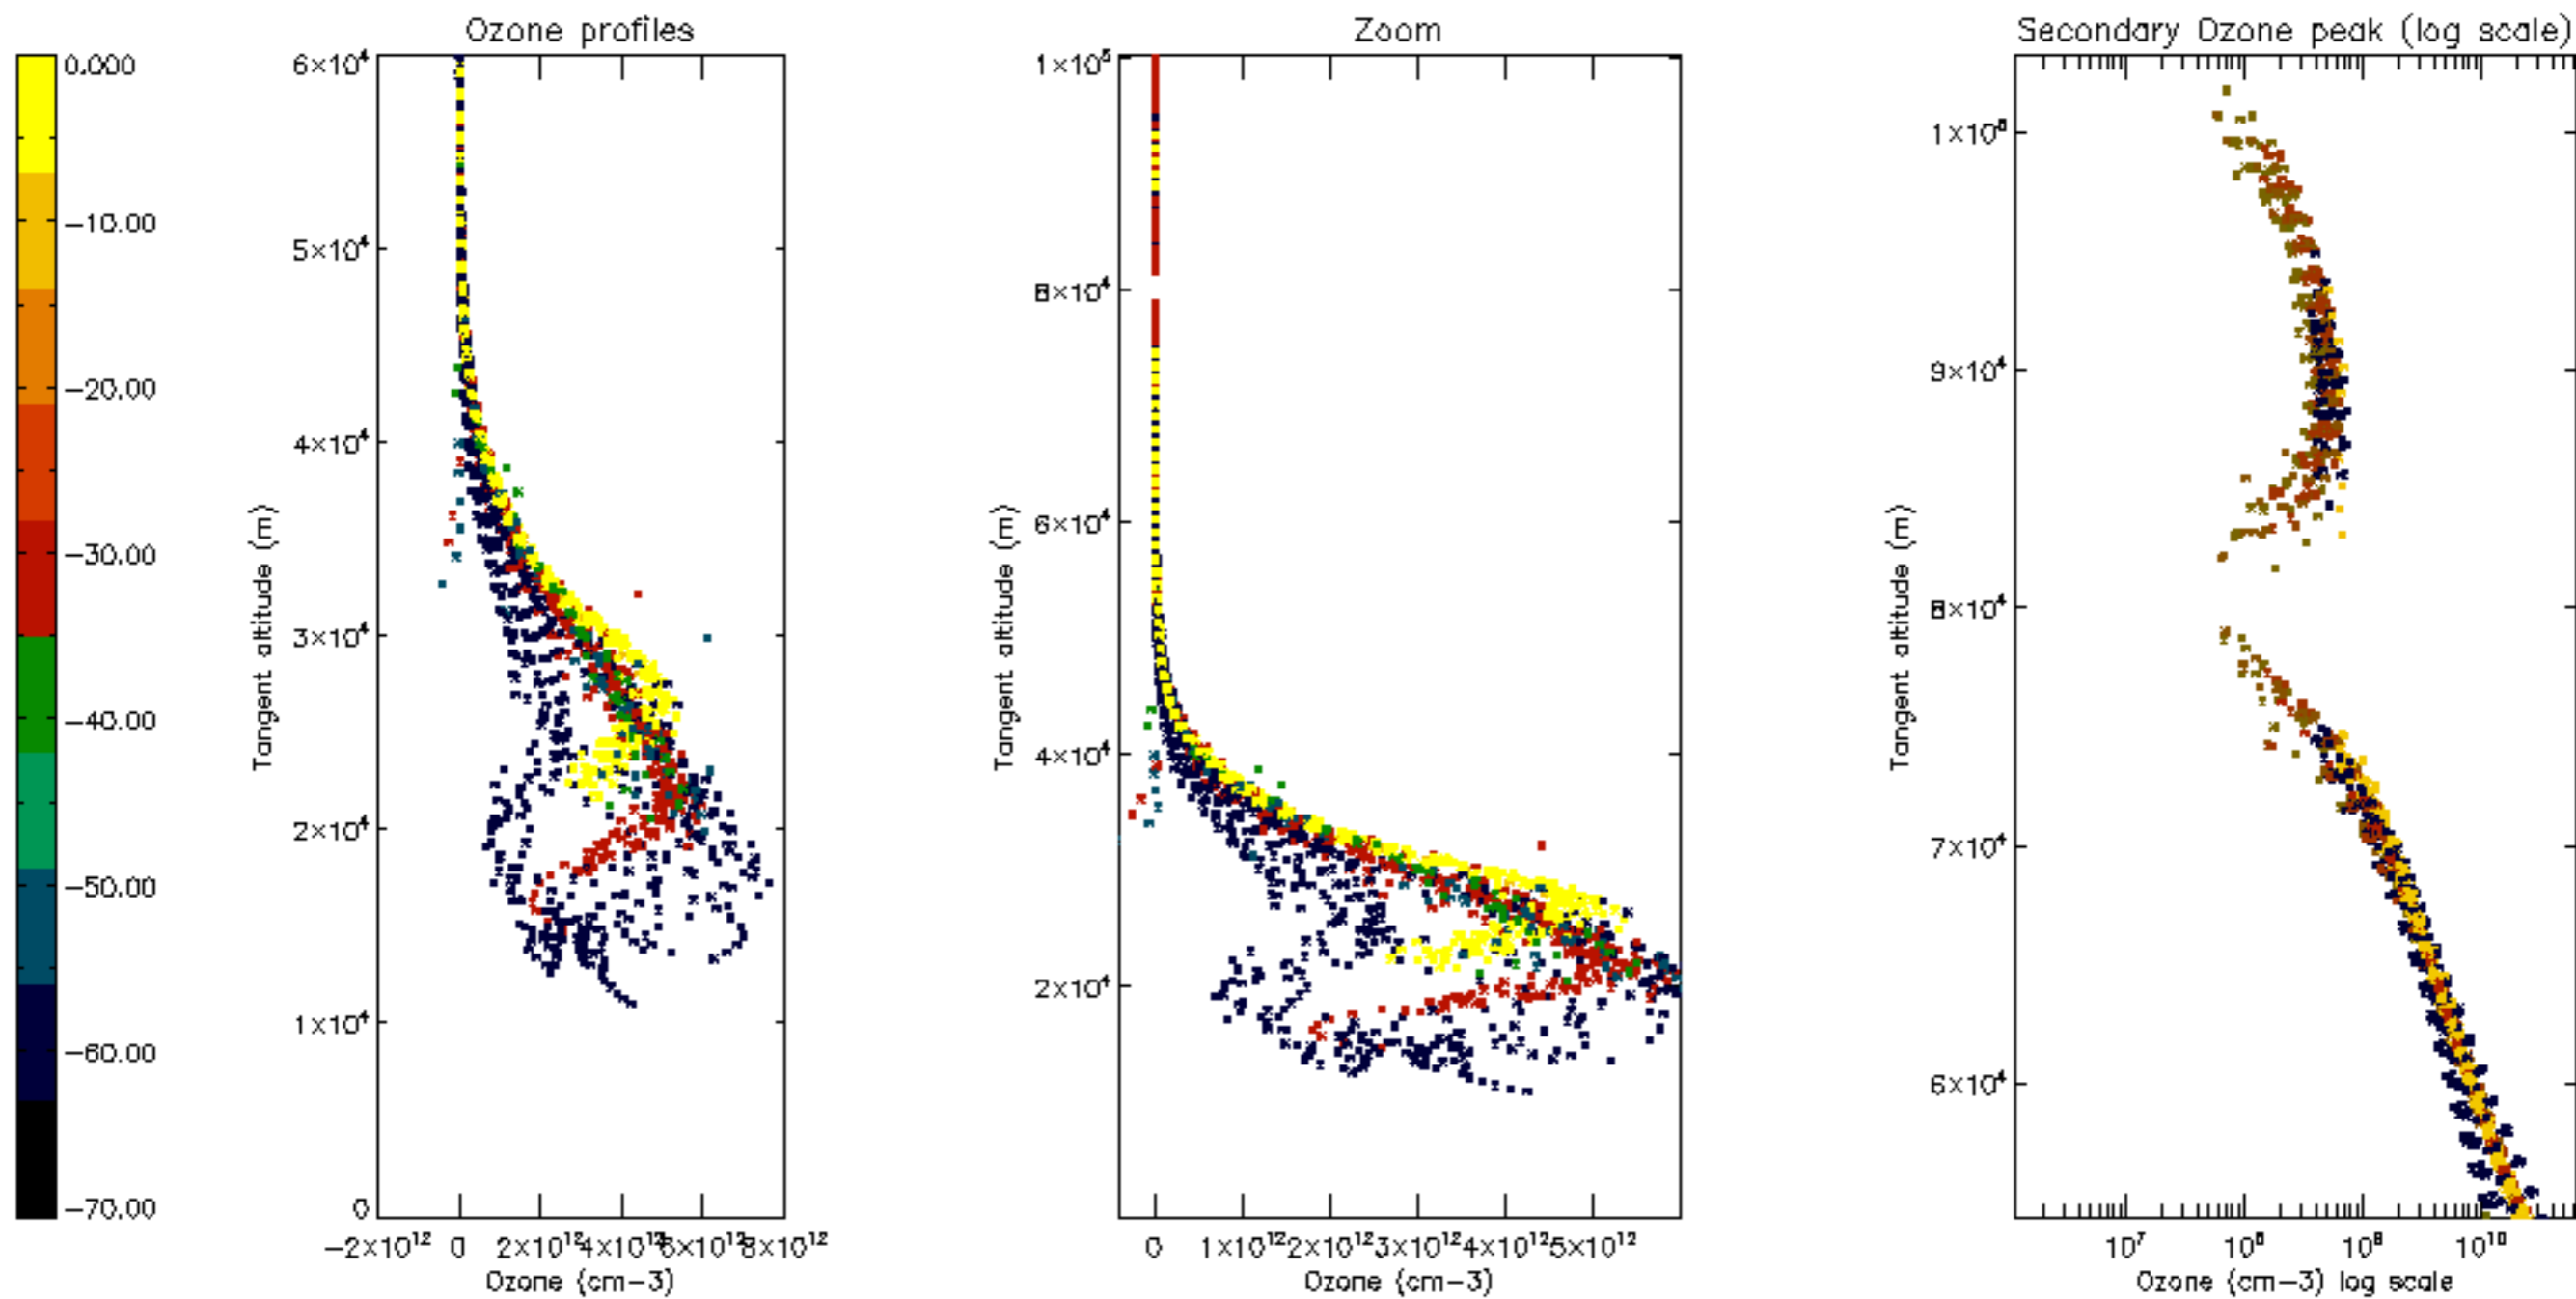 Ozone profiles
Zoom
Secondary Ozone peak (log scale)
0.000
-10.00
-20.00
-30.00
-40.00
-50.00
-60.00
-70.00
6×10⁴
5×10⁴
4×10⁴
3×10⁴
2×10⁴
1×10⁴
0
Tangent altitude (m)
-2×10¹² 0 2×10¹² 4×10¹² 6×10¹² 8×10¹²
Ozone (cm-3)
1×10⁵
8×10⁴
6×10⁴
4×10⁴
2×10⁴
Tangent altitude (m)
0 1×10¹² 2×10¹² 3×10¹² 4×10¹² 5×10¹²
Ozone (cm-3)
1×10⁵
9×10⁴
8×10⁴
7×10⁴
6×10⁴
Tangent altitude (m)
10⁷ 10⁸ 10⁹ 10¹⁰
Ozone (cm-3) log scale